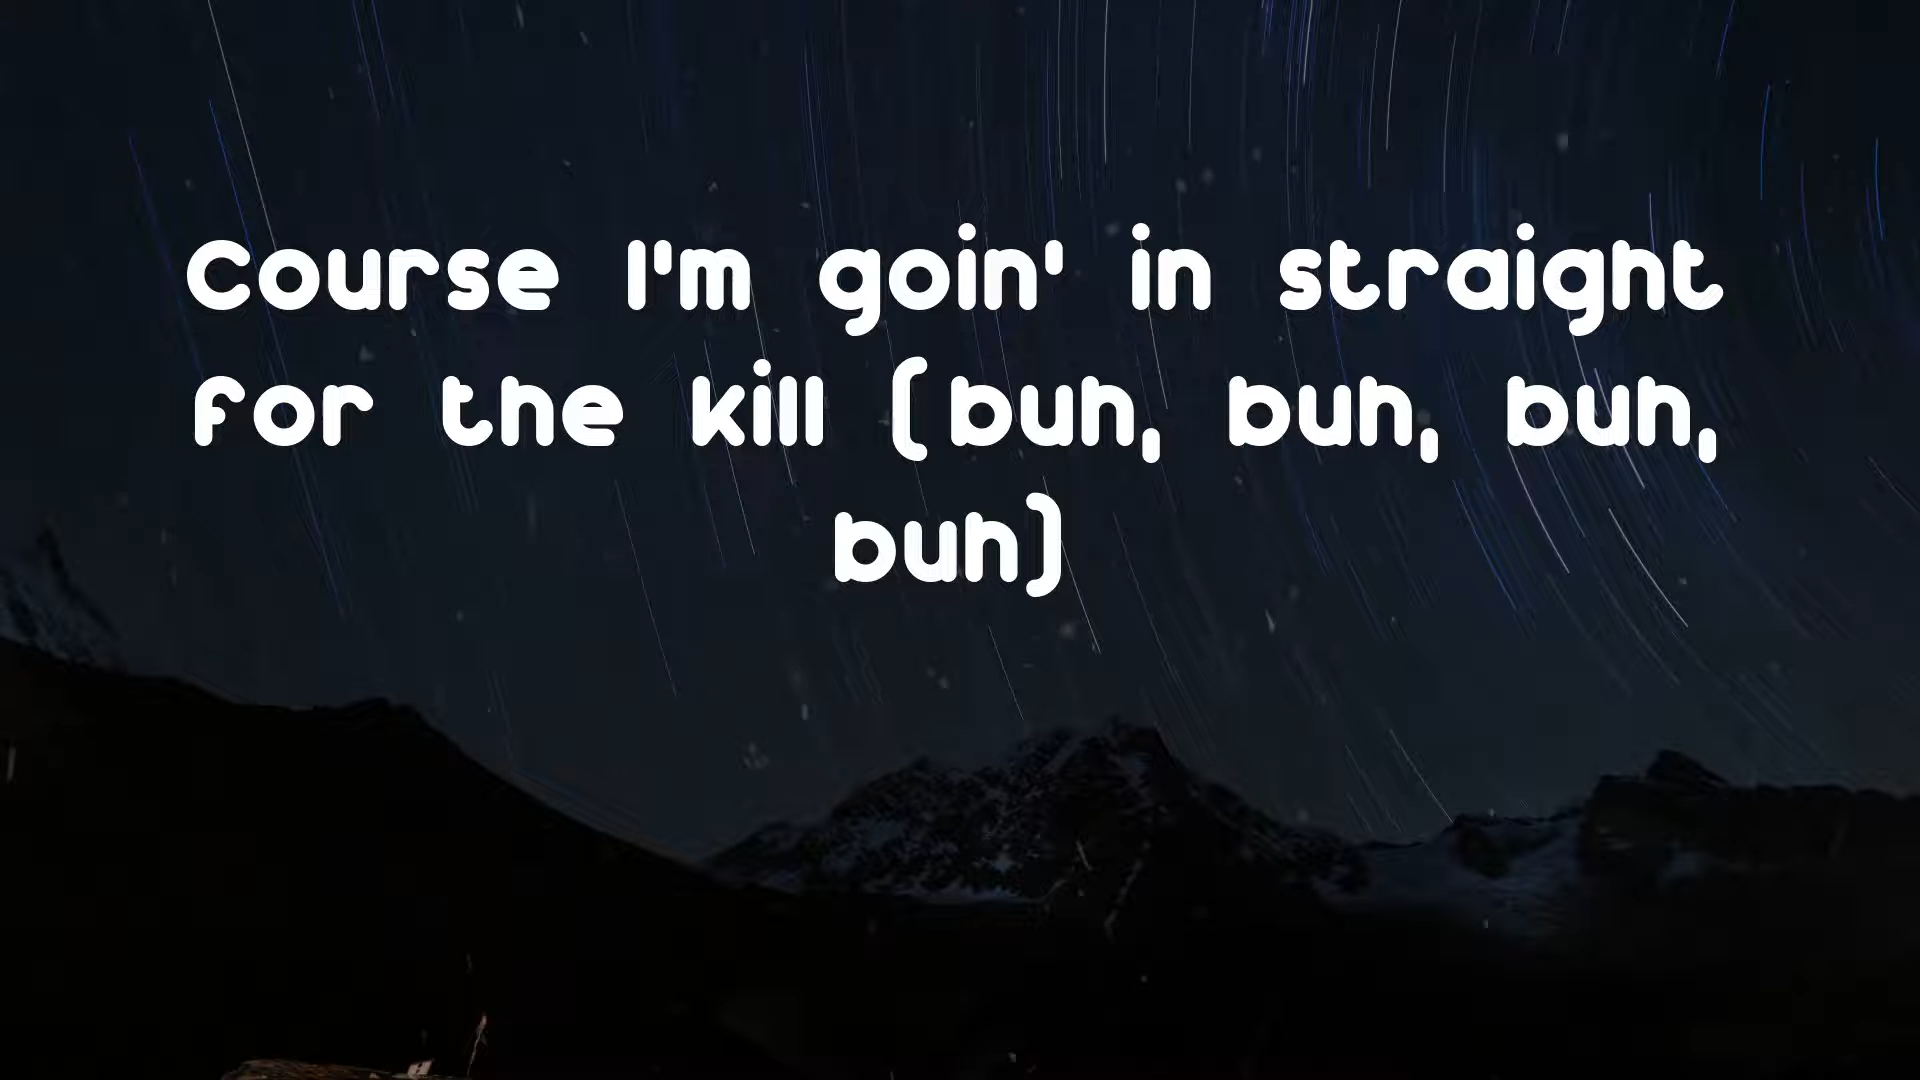 Course I'm goin' in straight
for the kill (buh, buh, buh,
buh)